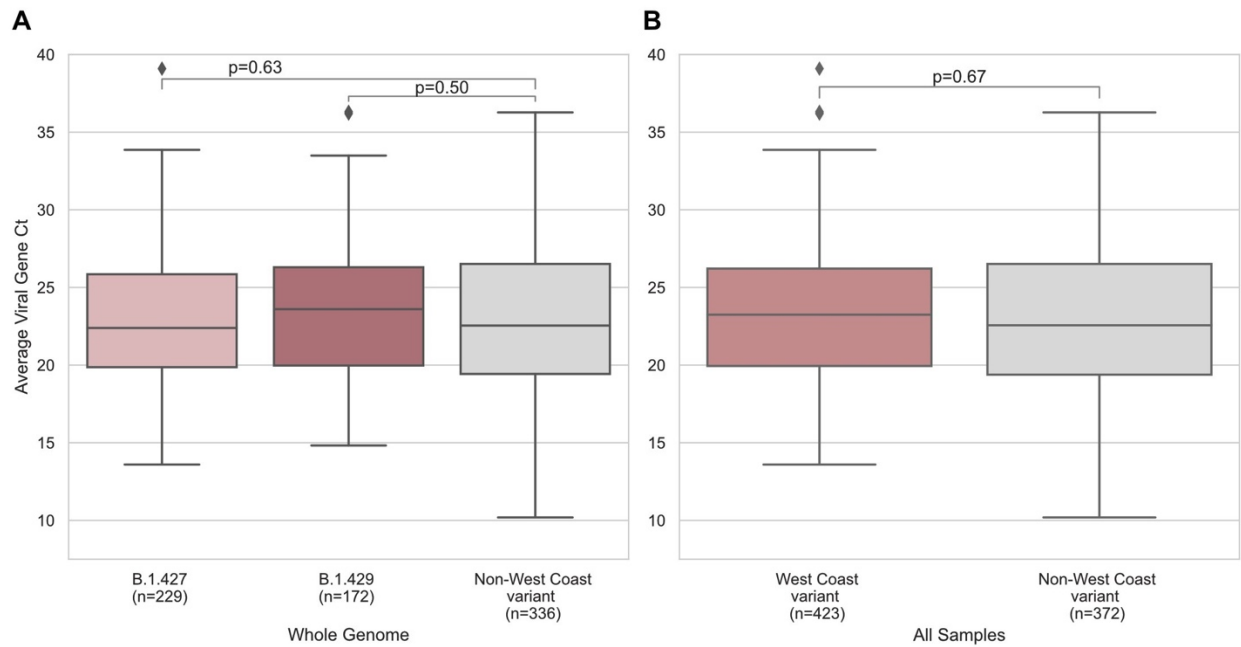 A
B
40
35
30
25
20
15
10
Average Viral Gene Ct
p=0.63
p=0.50
B.1.427
(n=229)
B.1.429
(n=172)
Non-West Coast
variant
(n=336)
Whole Genome
40
35
30
25
20
15
10
p=0.67
West Coast
variant
(n=423)
Non-West Coast
variant
(n=372)
All Samples